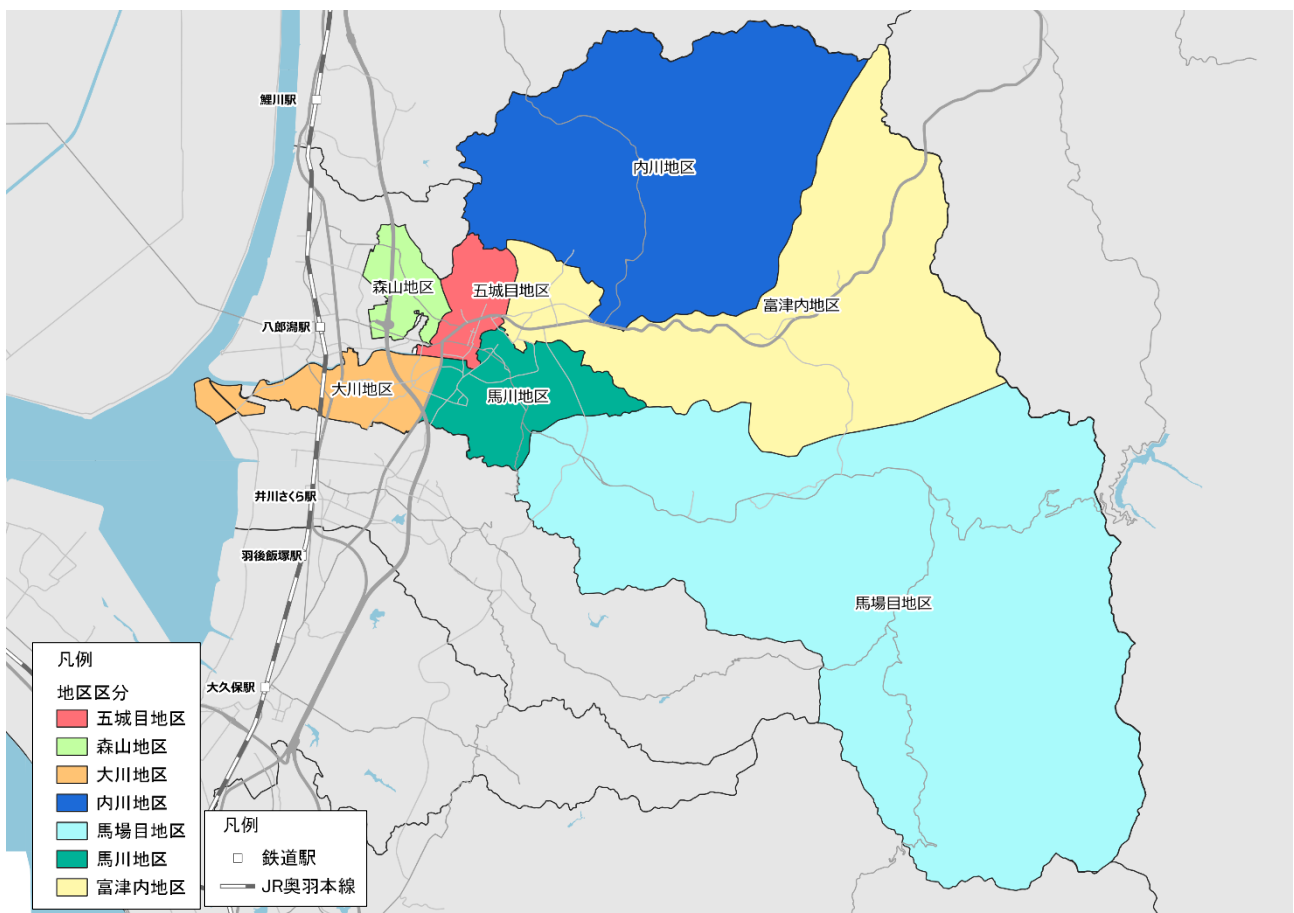 鯉川駅
内川地区
森山地区
五城目地区
富津内地区
八郎潟駅
大川地区
馬川地区
井川さくら駅
羽後飯塚駅
馬場目地区
大久保駅
凡例
地区区分
五城目地区
森山地区
大川地区
内川地区
馬場目地区
馬川地区
富津内地区
凡例
鉄道駅
JR奥羽本線